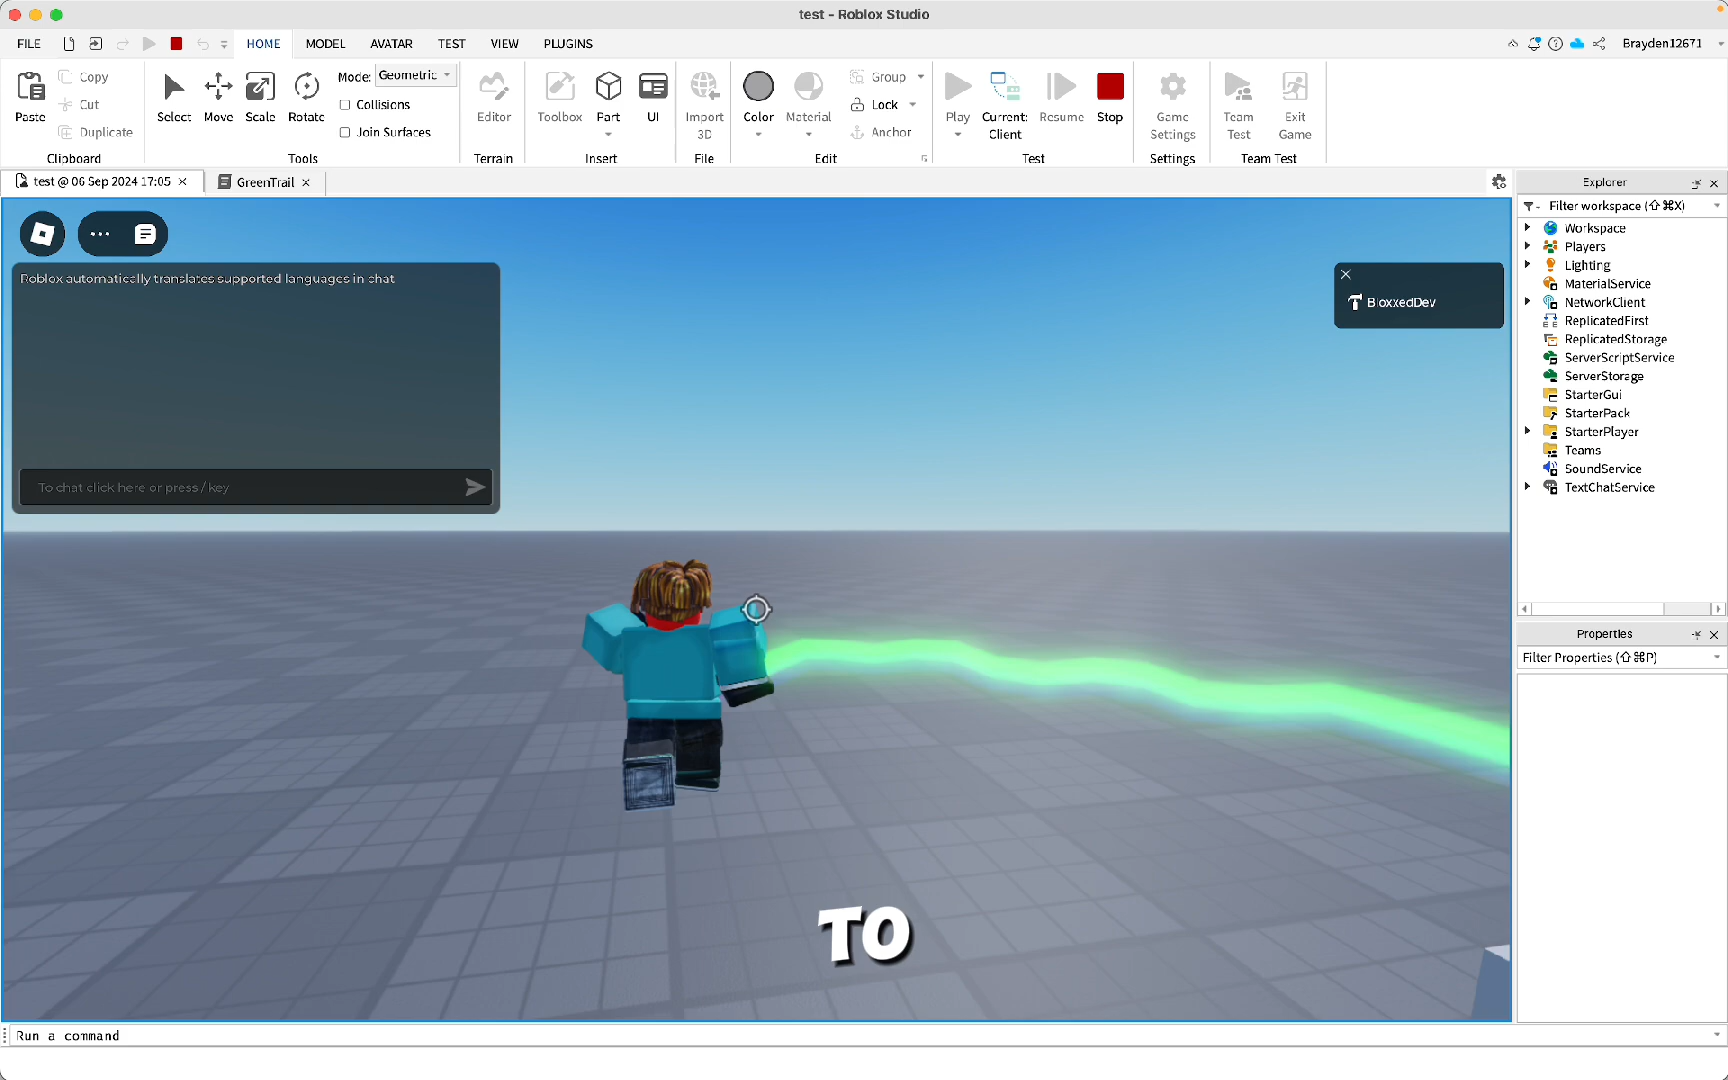 test - Roblox Studio
FILE HOME MODEL AVATAR TEST VIEW PLUGINS Brayden12671
Paste Copy Cut Duplicate Clipboard
Select Move Scale Rotate Mode: Geometric Collisions Join Surfaces Tools
Editor Terrain
Toolbox Part UI Insert
Import 3D File
Color Material Group Lock Anchor Edit
Play Current: Client Resume Stop Test
Game Settings Settings
Team Test Exit Game Team Test
test @ 06 Sep 2024 17:05 GreenTrail
Roblox automatically translates supported languages in chat
To chat click here or press / key
BloxxedDev
TO
Explorer
Filter workspace (⇧⌘X)
Workspace
Players
Lighting
MaterialService
NetworkClient
ReplicatedFirst
ReplicatedStorage
ServerScriptService
ServerStorage
StarterGui
StarterPack
StarterPlayer
Teams
SoundService
TextChatService
Properties
Filter Properties (⇧⌘P)
Run a command